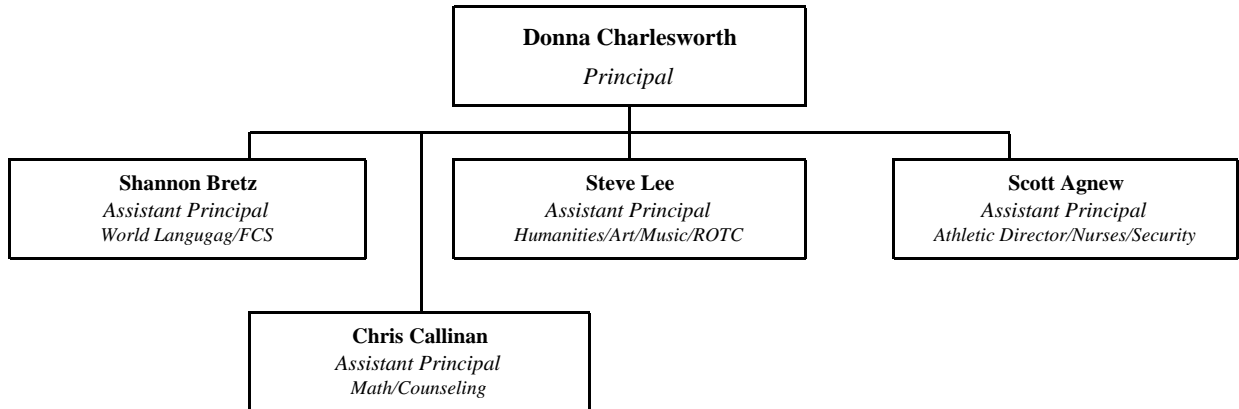 Donna Charlesworth
Principal
Shannon Bretz
Assistant Principal
World Langugag/FCS
Steve Lee
Assistant Principal
Humanities/Art/Music/ROTC
Scott Agnew
Assistant Principal
Athletic Director/Nurses/Security
Chris Callinan
Assistant Principal
Math/Counseling